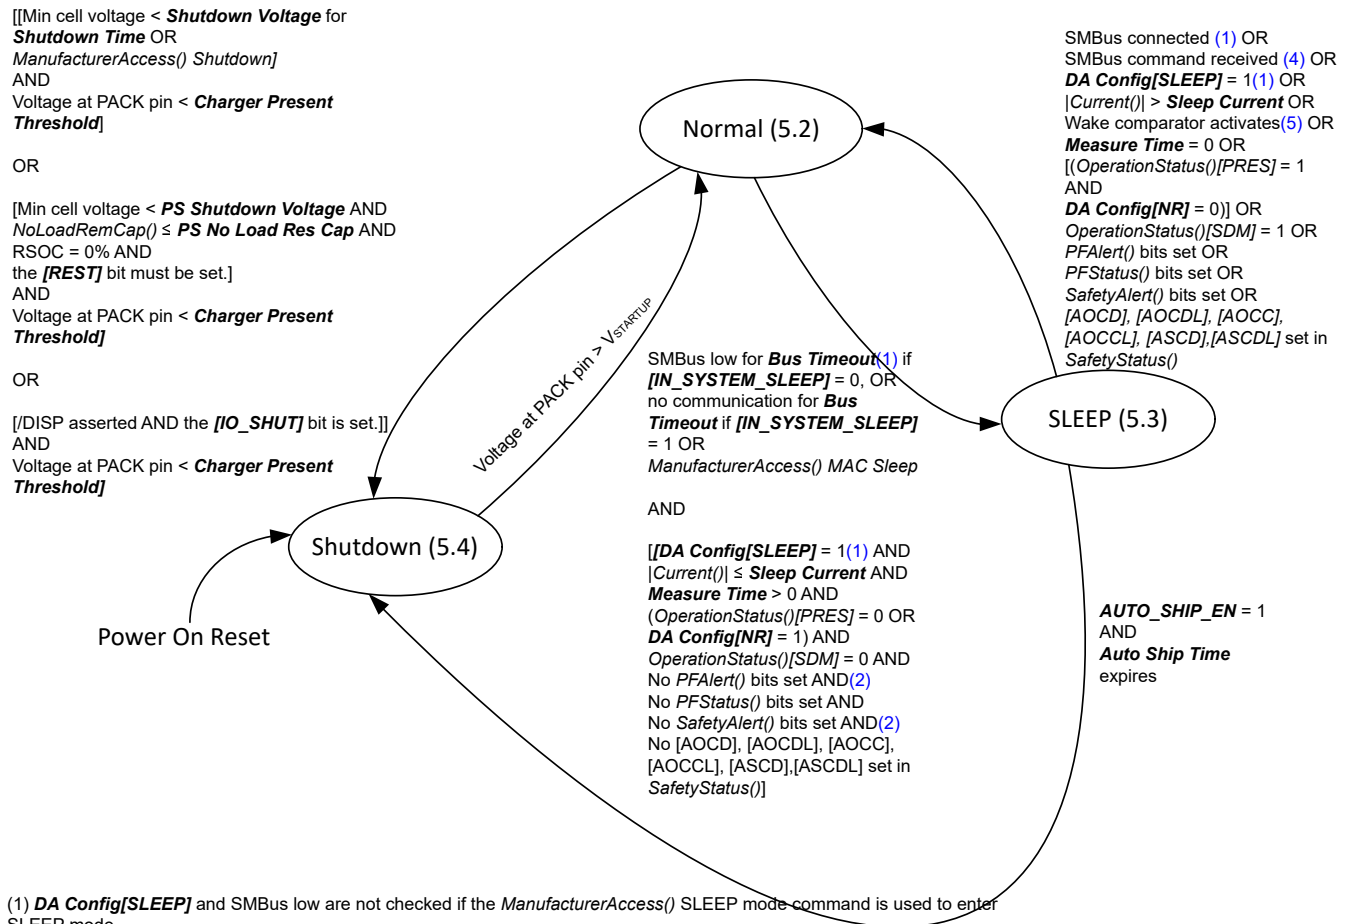 [[Min cell voltage < Shutdown Voltage for
Shutdown Time OR
ManufacturerAccess() Shutdown]
AND
Voltage at PACK pin < Charger Present
Threshold]
OR
[Min cell voltage < PS Shutdown Voltage AND
NoLoadRemCap() ≤ PS No Load Res Cap AND
RSOC = 0% AND
the [REST] bit must be set.]
AND
Voltage at PACK pin < Charger Present
Threshold]
OR
[/DISP asserted AND the [IO_SHUT] bit is set.]]
AND
Voltage at PACK pin < Charger Present
Threshold]
Normal (5.2)
SMBus connected (1) OR
SMBus command received (4) OR
DA Config[SLEEP] = 1(1) OR
|Current()| > Sleep Current OR
Wake comparator activates(5) OR
Measure Time = 0 OR
[(OperationStatus()[PRES] = 1
AND
DA Config[NR] = 0)] OR
OperationStatus()[SDM] = 1 OR
PFAlert() bits set OR
PFStatus() bits set OR
SafetyAlert() bits set OR
[AOCD], [AOCDL], [AOCC],
[AOCCL], [ASCD],[ASCDL] set in
SafetyStatus()
Voltage at PACK pin > VSTARTUP
SMBus low for Bus Timeout(1) if
[IN_SYSTEM_SLEEP] = 0, OR
no communication for Bus
Timeout if [IN_SYSTEM_SLEEP]
= 1 OR
ManufacturerAccess() MAC Sleep
AND
[[DA Config[SLEEP] = 1(1) AND
|Current()| ≤ Sleep Current AND
Measure Time > 0 AND
(OperationStatus()[PRES] = 0 OR
DA Config[NR] = 1) AND
OperationStatus()[SDM] = 0 AND
No PFAlert() bits set AND(2)
No PFStatus() bits set AND
No SafetyAlert() bits set AND(2)
No [AOCD], [AOCDL], [AOCC],
[AOCCL], [ASCD],[ASCDL] set in
SafetyStatus()]
SLEEP (5.3)
Shutdown (5.4)
Power On Reset
AUTO_SHIP_EN = 1
AND
Auto Ship Time
expires
(1) DA Config[SLEEP] and SMBus low are not checked if the ManufacturerAccess() SLEEP mode command is used to enter
SLEEP mode